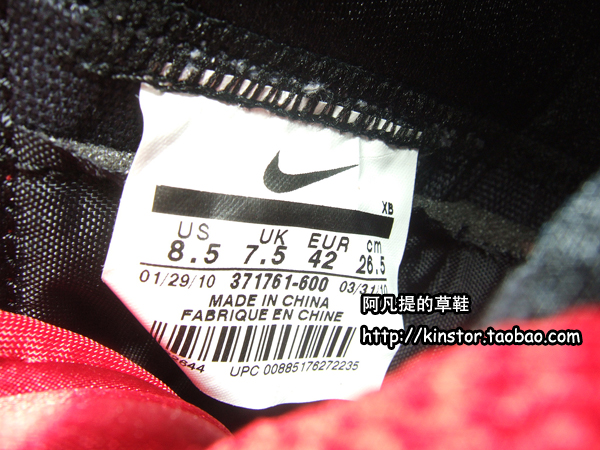 XB
US UK EUR cm
8.5 7.5 42 26.5
01/29/10 371761-600 03/31/10
MADE IN CHINA
FABRIQUE EN CHINE
阿凡提的草鞋
http://kinstor.taobao.com
UPC 00885176272235